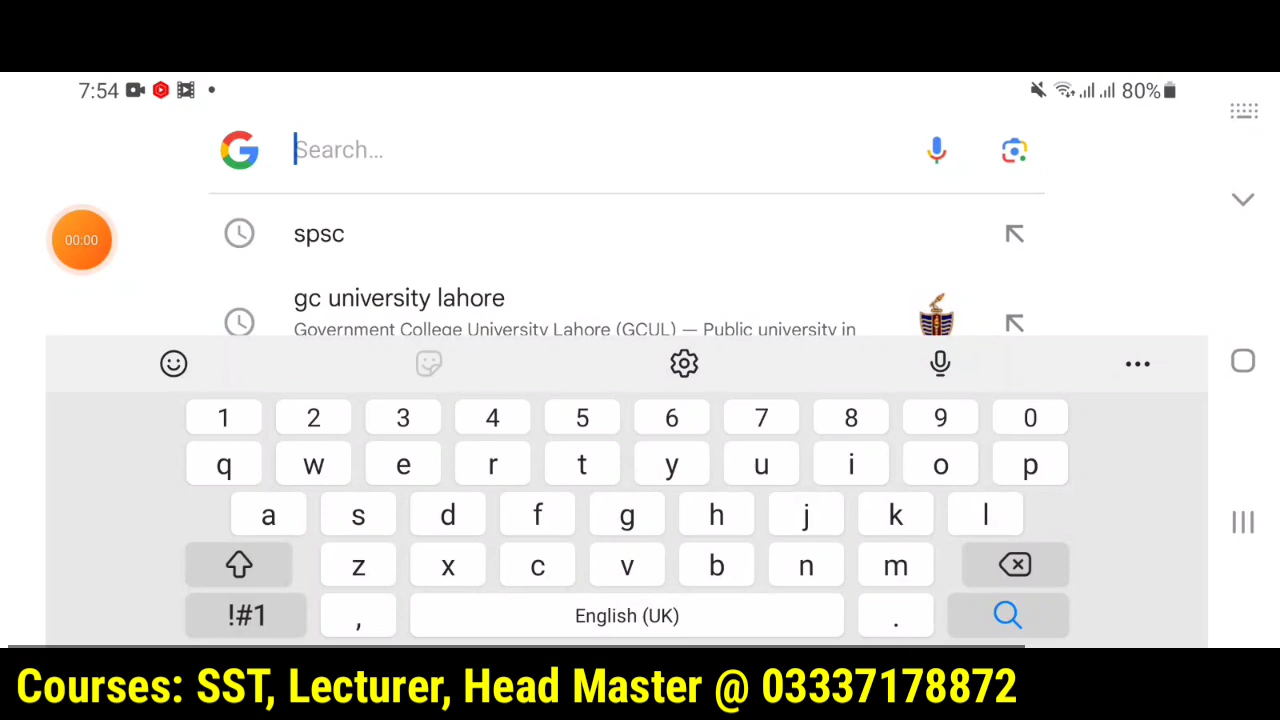 7:54 80%
Search...
00:00
spsc
gc university lahore
Government College University Lahore (GCUL) — Public university in
1 2 3 4 5 6 7 8 9 0
q w e r t y u i o p
a s d f g h j k l
z x c v b n m
!#1 , English (UK) .
Courses: SST, Lecturer, Head Master @ 03337178872